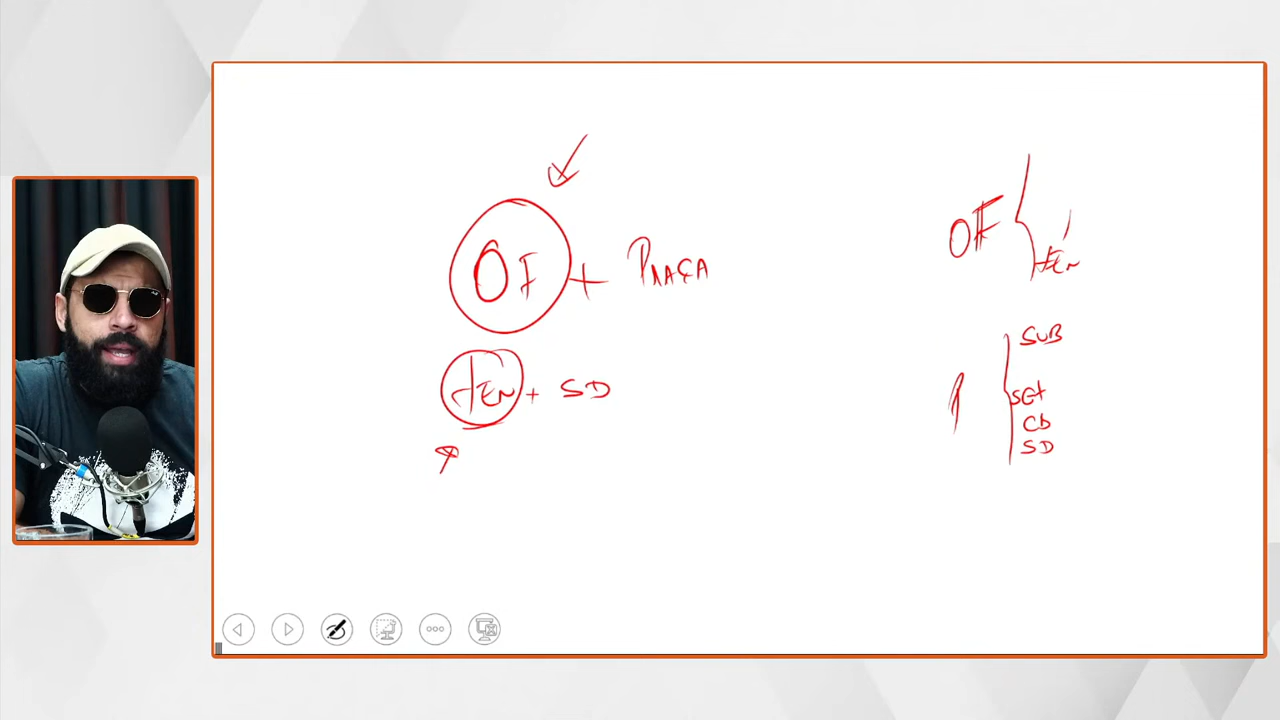 OF + PRAÇA
TEN + SD
OF
TEN
SUB
SGT
CB
SD